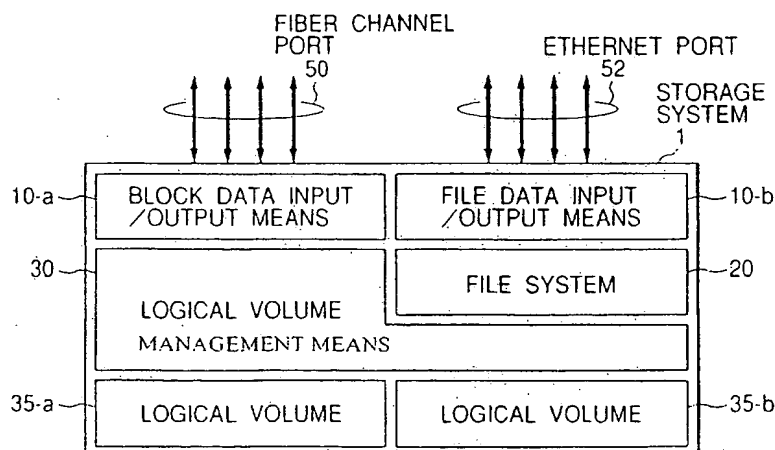 FIBER CHANNEL
PORT
50
ETHERNET PORT
52
STORAGE
SYSTEM
1
10-a
BLOCK DATA INPUT
/OUTPUT MEANS
FILE DATA INPUT
/OUTPUT MEANS
10-b
30
LOGICAL VOLUME
MANAGEMENT MEANS
FILE SYSTEM
20
35-a
LOGICAL VOLUME
LOGICAL VOLUME
35-b